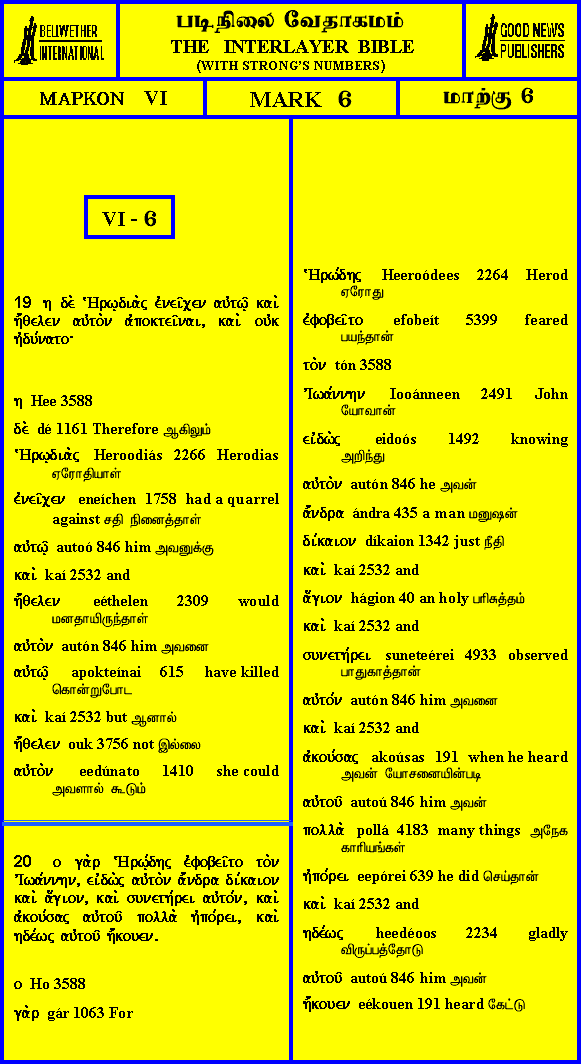 BELIWETHER
INTERNATIONAL
படிநிலை வேதாகமம்
THE INTERLAYER BIBLE
(WITH STRONG'S NUMBERS)
GOOD NEWS
PUBLISHERS
ΜΑΡΚΟΝ VI
MARK 6
மாற்கு 6
VI - 6
19 η δὲ Ἡρῳδιὰς ἐνεῖχεν αὐτῷ καὶ
ἤθελεν αὐτὸν ἀποκτεῖναι, καὶ οὐκ
ἠδύνατο·
η Hee 3588
δὲ dé 1161 Therefore ஆகிலும்
Ἡρῳδιὰς Heroodiás 2266 Herodias
ஏரோதியாள்
ἐνεῖχεν eneíchen 1758 had a quarrel
against சதி நினைத்தாள்
αὐτῷ autoó 846 him அவனுக்கு
καὶ kaí 2532 and
ἤθελεν eéthelen 2309 would
மனதாயிருந்தாள்
αὐτὸν autón 846 him அவனை
αὐτῷ apokteínai 615 have killed
கொன்றுபோட
καὶ kaí 2532 but ஆனால்
ἤθελεν ouk 3756 not இல்லை
αὐτὸν eedúnato 1410 she could
அவளால் கூடும்
20 ο γὰρ Ἡρῴδης ἐφοβεῖτο τὸν
Ἰωάννην, εἰδὼς αὐτὸν ἄνδρα δίκαιον
καὶ ἅγιον, καὶ συνετήρει αὐτόν, καὶ
ἀκούσας αὐτοῦ πολλὰ ἠπόρει, καὶ
ηδέως αὐτοῦ ἤκουεν.
ο Ho 3588
γὰρ gár 1063 For
Ἡρῴδης Heeroódees 2264 Herod
ஏரோது
ἐφοβεῖτο efobeít 5399 feared
பயந்தான்
τὸν tón 3588
Ἰωάννην Iooánneen 2491 John
யோவான்
εἰδὼς eidoós 1492 knowing
அறிந்து
αὐτὸν autón 846 he அவன்
ἄνδρα ándra 435 a man மனுஷன்
δίκαιον díkaion 1342 just நீதி
καὶ kaí 2532 and
ἅγιον hágion 40 an holy பரிசுத்தம்
καὶ kaí 2532 and
συνετήρει suneteérei 4933 observed
பாதுகாத்தான்
αὐτόν autón 846 him அவனை
καὶ kaí 2532 and
ἀκούσας akoúsas 191 when he heard
அவன் யோசனையின்படி
αὐτοῦ autoú 846 him அவன்
πολλὰ pollá 4183 many things அநேக
காரியங்கள்
ἠπόρει eepórei 639 he did செய்தான்
καὶ kaí 2532 and
ηδέως heedéoos 2234 gladly
விருப்பத்தோடு
αὐτοῦ autoú 846 him அவன்
ἤκουεν eékouen 191 heard கேட்டு